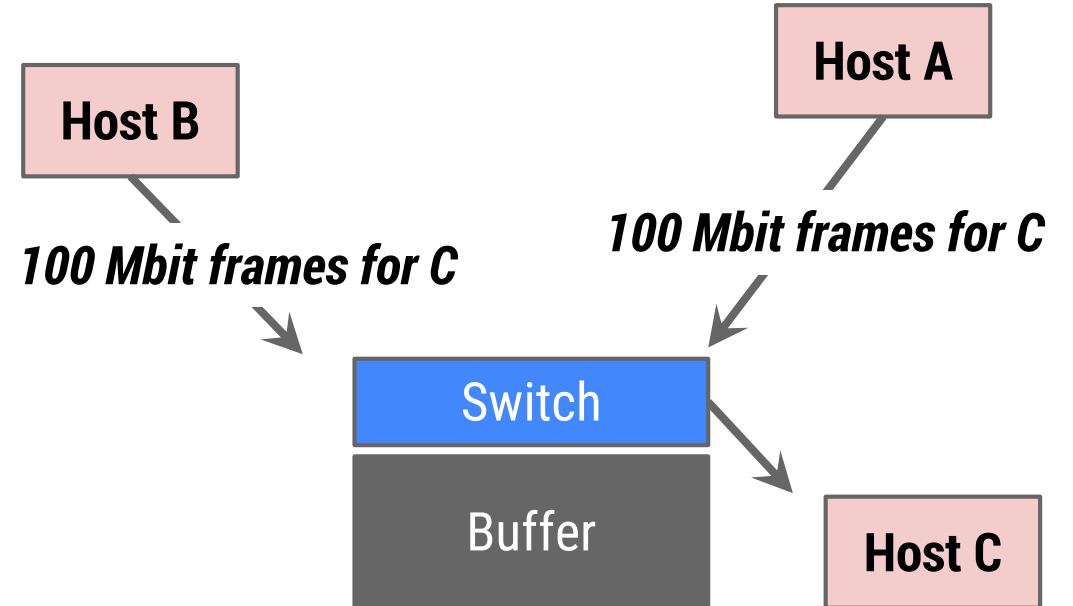 Host A
Host B
100 Mbit frames for C
100 Mbit frames for C
Switch
Buffer
Host C